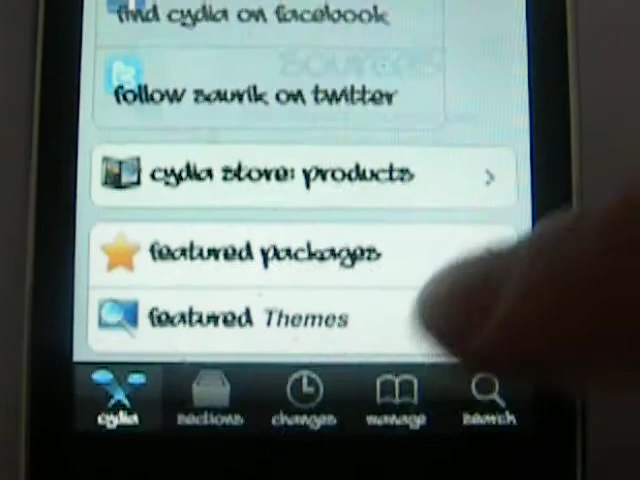 find cydia on facebook
sources
follow saurik on twitter
cydia store: products
featured packages
featured Themes
cydia
sections
changes
manage
search